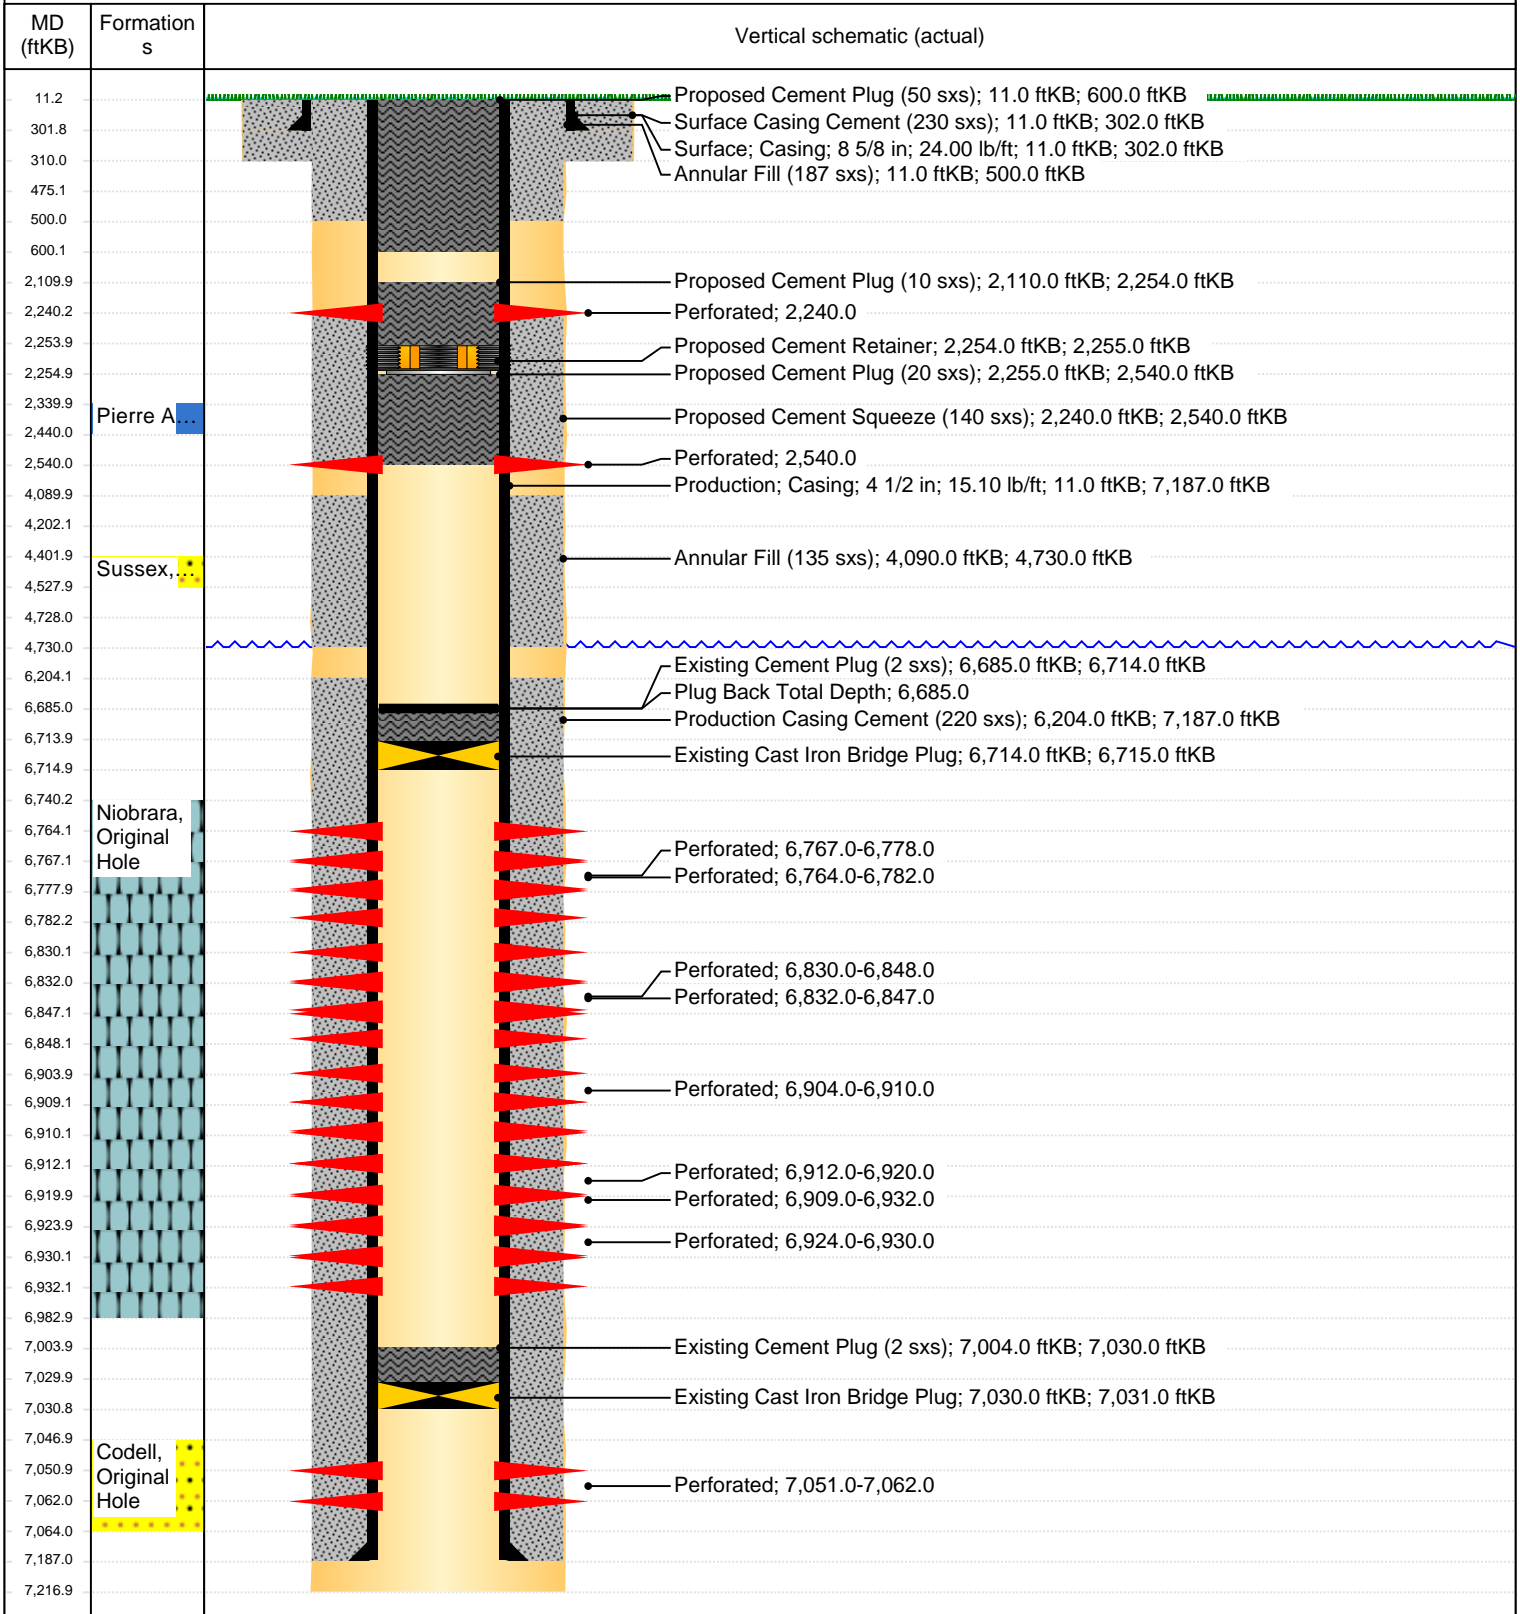 MD
(ftKB)
Formation
s
Vertical schematic (actual)
11.2
301.8
310.0
475.1
500.0
600.1
2,109.9
2,240.2
2,253.9
2,254.9
2,339.9
2,440.0
2,540.0
4,089.9
4,202.1
4,401.9
4,527.9
4,728.0
4,730.0
6,204.1
6,685.0
6,713.9
6,714.9
6,740.2
6,764.1
6,767.1
6,777.9
6,782.2
6,830.1
6,832.0
6,847.1
6,848.1
6,903.9
6,909.1
6,910.1
6,912.1
6,919.9
6,923.9
6,930.1
6,932.1
6,982.9
7,003.9
7,029.9
7,030.8
7,046.9
7,050.9
7,062.0
7,064.0
7,187.0
7,216.9
Pierre A...
Sussex,...
Niobrara,
Original
Hole
Codell,
Original
Hole
Proposed Cement Plug (50 sxs); 11.0 ftKB; 600.0 ftKB
Surface Casing Cement (230 sxs); 11.0 ftKB; 302.0 ftKB
Surface; Casing; 8 5/8 in; 24.00 lb/ft; 11.0 ftKB; 302.0 ftKB
Annular Fill (187 sxs); 11.0 ftKB; 500.0 ftKB
Proposed Cement Plug (10 sxs); 2,110.0 ftKB; 2,254.0 ftKB
Perforated; 2,240.0
Proposed Cement Retainer; 2,254.0 ftKB; 2,255.0 ftKB
Proposed Cement Plug (20 sxs); 2,255.0 ftKB; 2,540.0 ftKB
Proposed Cement Squeeze (140 sxs); 2,240.0 ftKB; 2,540.0 ftKB
Perforated; 2,540.0
Production; Casing; 4 1/2 in; 15.10 lb/ft; 11.0 ftKB; 7,187.0 ftKB
Annular Fill (135 sxs); 4,090.0 ftKB; 4,730.0 ftKB
Existing Cement Plug (2 sxs); 6,685.0 ftKB; 6,714.0 ftKB
Plug Back Total Depth; 6,685.0
Production Casing Cement (220 sxs); 6,204.0 ftKB; 7,187.0 ftKB
Existing Cast Iron Bridge Plug; 6,714.0 ftKB; 6,715.0 ftKB
Perforated; 6,767.0-6,778.0
Perforated; 6,764.0-6,782.0
Perforated; 6,830.0-6,848.0
Perforated; 6,832.0-6,847.0
Perforated; 6,904.0-6,910.0
Perforated; 6,912.0-6,920.0
Perforated; 6,909.0-6,932.0
Perforated; 6,924.0-6,930.0
Existing Cement Plug (2 sxs); 7,004.0 ftKB; 7,030.0 ftKB
Existing Cast Iron Bridge Plug; 7,030.0 ftKB; 7,031.0 ftKB
Perforated; 7,051.0-7,062.0